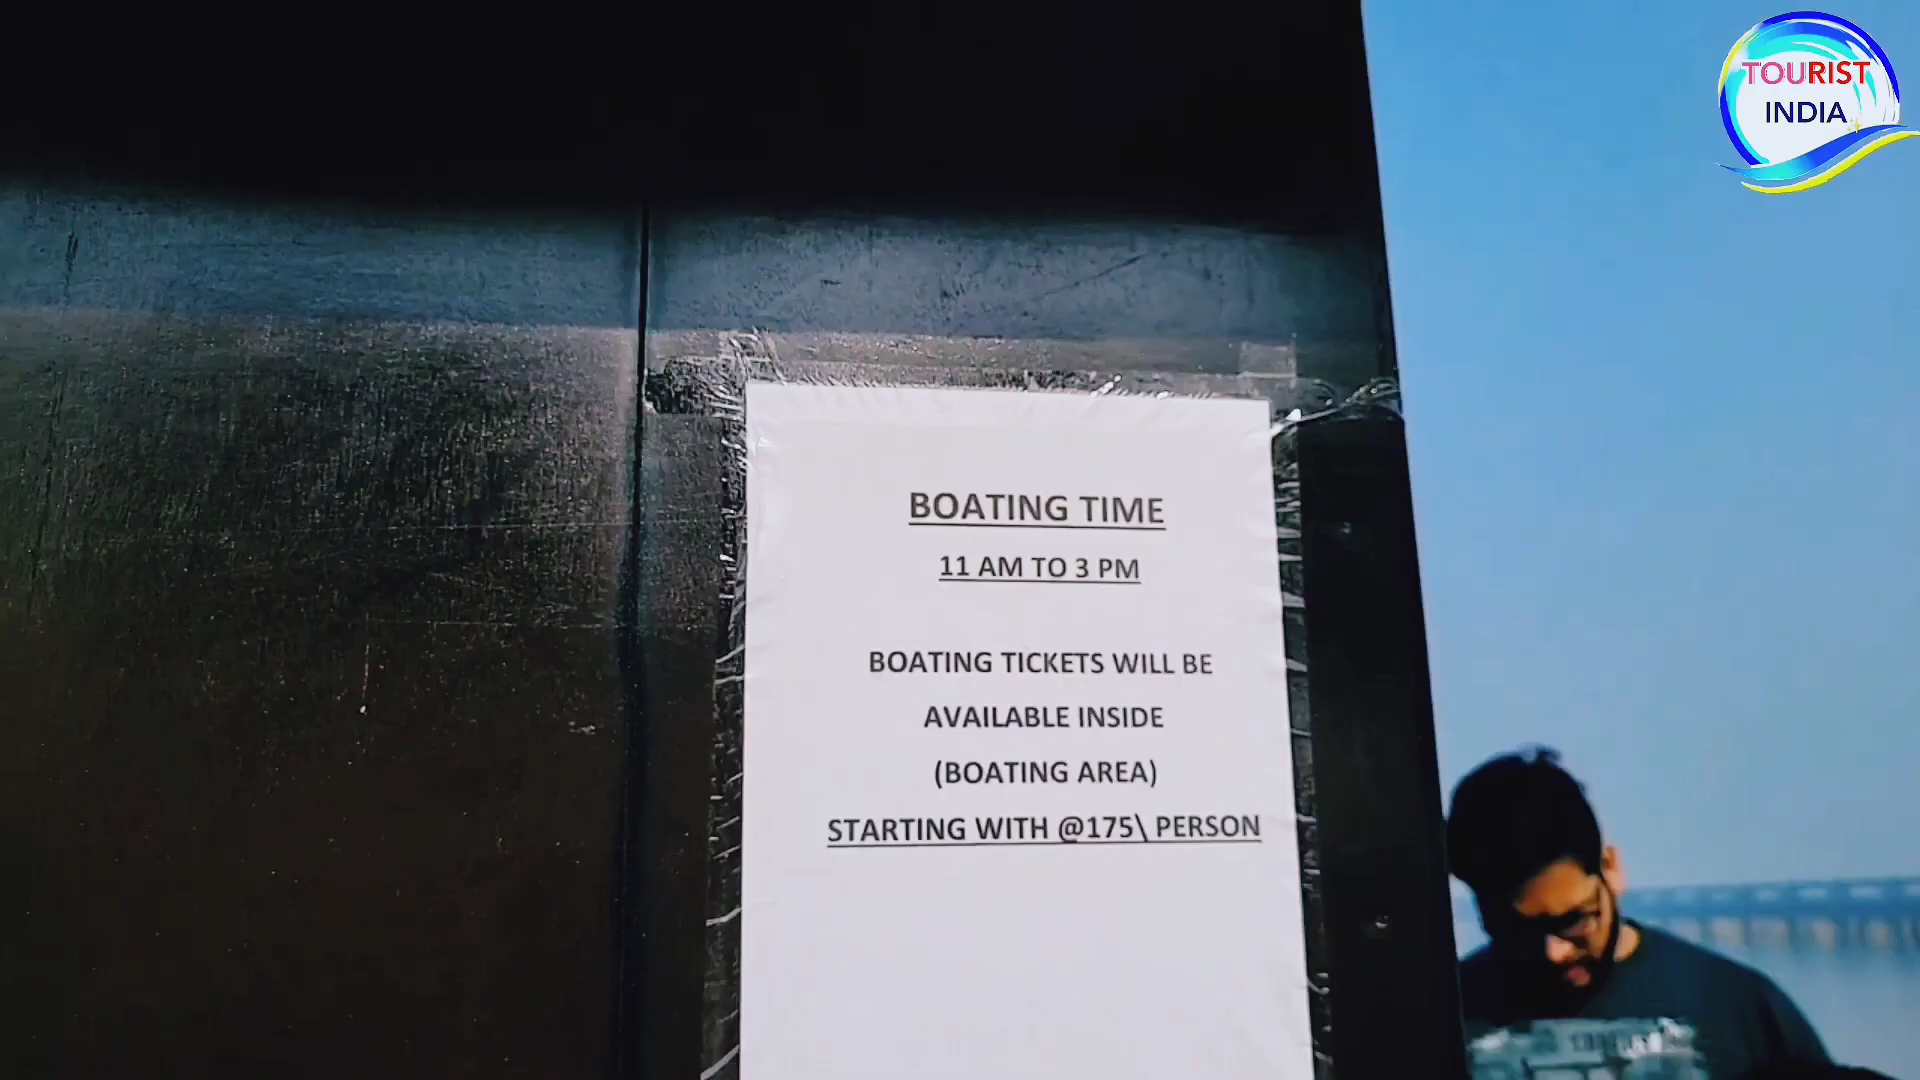 TOURIST
INDIA
BOATING TIME
11 AM TO 3 PM
BOATING TICKETS WILL BE
AVAILABLE INSIDE
(BOATING AREA)
STARTING WITH @175\ PERSON